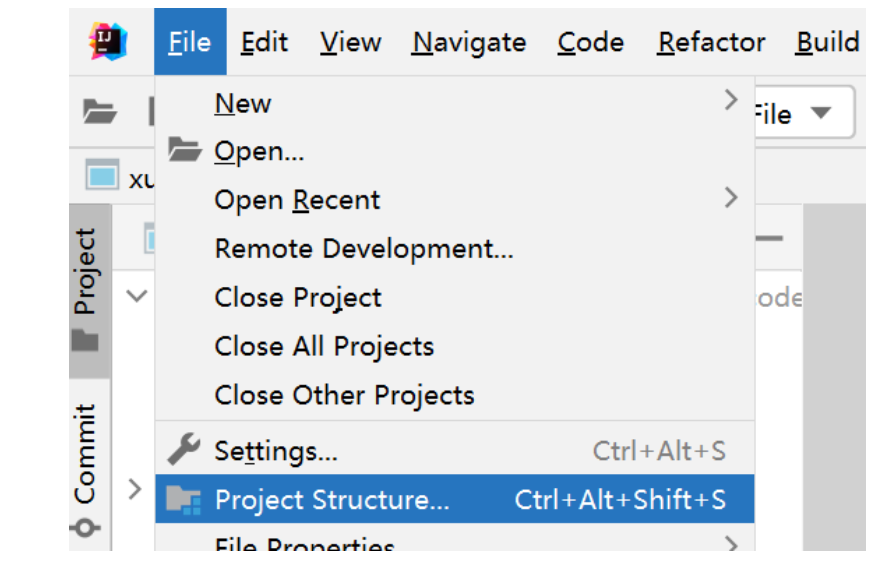 IJ
File Edit View Navigate Code Refactor Build
New
File
Open...
xu
Open Recent
Remote Development...
Project
Close Project
ode
Close All Projects
Close Other Projects
Commit
Settings... Ctrl+Alt+S
Project Structure... Ctrl+Alt+Shift+S
File Properties